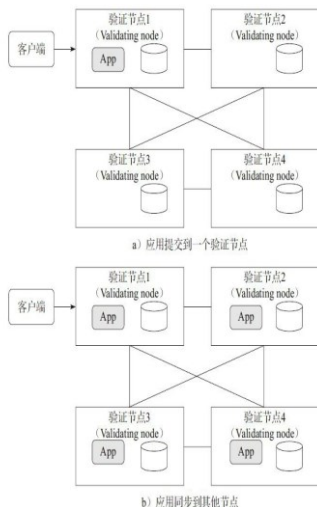 验证节点1
(Validating node)
验证节点2
(Validating node)
客户端
App
验证节点3
(Validating node)
验证节点4
(Validating node)
a）应用提交到一个验证节点
验证节点1
(Validating node)
验证节点2
(Validating node)
客户端
App
App
验证节点3
(Validating node)
验证节点4
(Validating node)
App
App
b）应用同步到其他节点